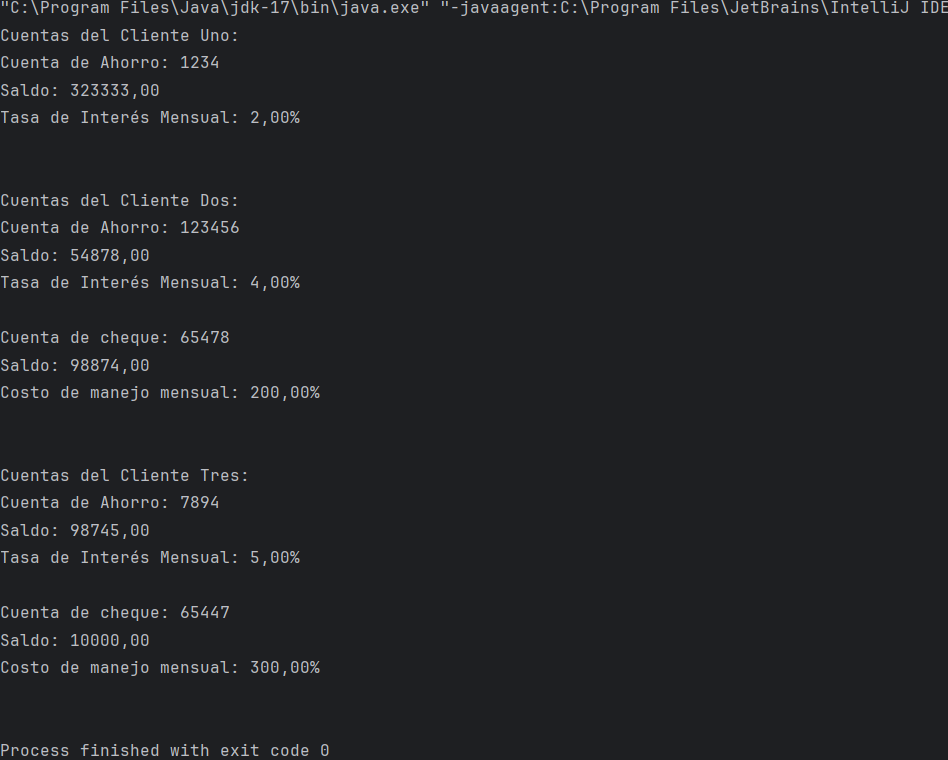 "C:\Program Files\Java\jdk-17\bin\java.exe" "-javaagent:C:\Program Files\JetBrains\IntelliJ IDE
Cuentas del Cliente Uno:
Cuenta de Ahorro: 1234
Saldo: 323333,00
Tasa de Interés Mensual: 2,00%
Cuentas del Cliente Dos:
Cuenta de Ahorro: 123456
Saldo: 54878,00
Tasa de Interés Mensual: 4,00%
Cuenta de cheque: 65478
Saldo: 98874,00
Costo de manejo mensual: 200,00%
Cuentas del Cliente Tres:
Cuenta de Ahorro: 7894
Saldo: 98745,00
Tasa de Interés Mensual: 5,00%
Cuenta de cheque: 65447
Saldo: 10000,00
Costo de manejo mensual: 300,00%
Process finished with exit code 0